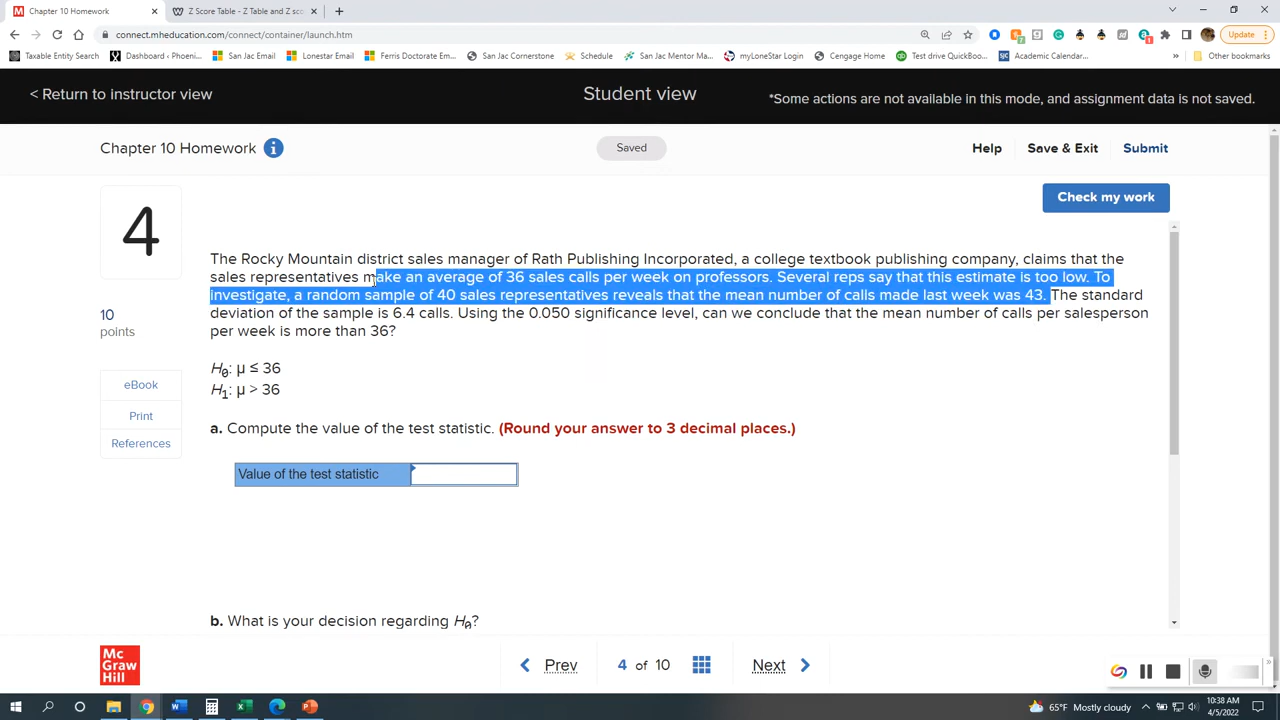 Chapter 10 Homework
Z Score Table - Z Table and Z scor
connect.mheducation.com/connect/container/launch.htm
Update
Taxable Entity Search
Dashboard ‹ Phoeni...
San Jac Email
Lonestar Email
Ferris Doctorate Em...
San Jac Cornerstone
Schedule
San Jac Mentor Ma...
myLoneStar Login
Cengage Home
Test drive QuickBoo...
Academic Calendar...
»
Other bookmarks
< Return to instructor view
Student view
*Some actions are not available in this mode, and assignment data is not saved.
Chapter 10 Homework
Saved
Help
Save & Exit
Submit
Check my work
4
10
points
eBook
Print
References
The Rocky Mountain district sales manager of Rath Publishing Incorporated, a college textbook publishing company, claims that the
sales representatives make an average of 36 sales calls per week on professors. Several reps say that this estimate is too low. To
investigate, a random sample of 40 sales representatives reveals that the mean number of calls made last week was 43. The standard
deviation of the sample is 6.4 calls. Using the 0.050 significance level, can we conclude that the mean number of calls per salesperson
per week is more than 36?
H0: μ ≤ 36
H1: μ > 36
a. Compute the value of the test statistic. (Round your answer to 3 decimal places.)
Value of the test statistic
b. What is your decision regarding H0?
Mc
Graw
Hill
Prev
4 of 10
Next
65°F Mostly cloudy
10:38 AM
4/5/2022